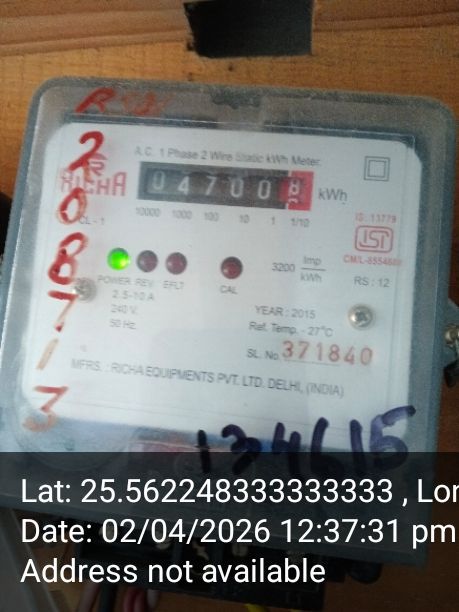 A.C. 1 Phase 2 Wire Static kWh Meter
RICHA
047008 kWh
10000 1000 100 10 1 1/10
CL - 1
IS : 13779
ISI
3200 Imp/kWh
RS : 12
POWER REV EFLT CAL
2.5-10 A
240 V.
50 Hz.
YEAR : 2015
Ref. Temp. - 27°C
SL. No. 371840
MFRS. : RICHA EQUIPMENTS PVT. LTD. DELHI, (INDIA)
208713
134615
Lat: 25.562248333333333 , Lon
Date: 02/04/2026 12:37:31 pm
Address not available